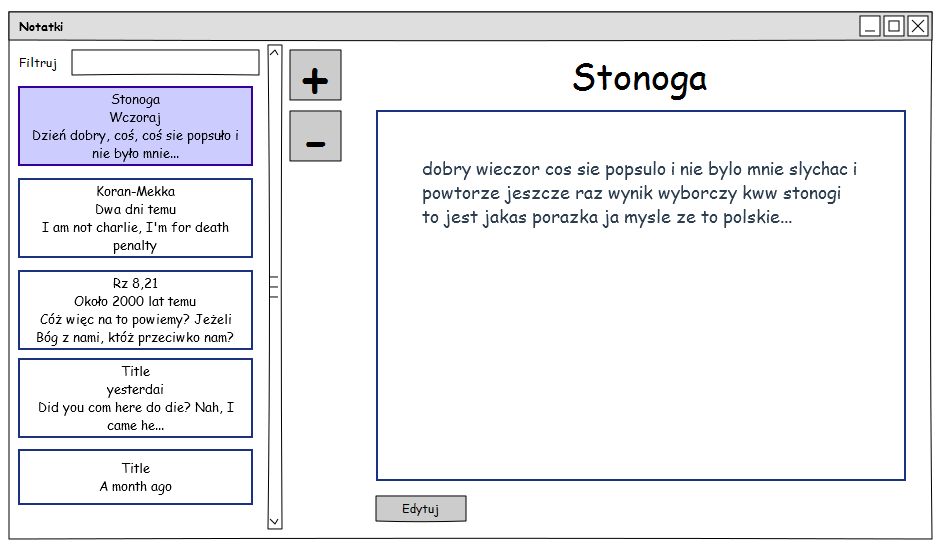 Notatki
Filtruj
Stonoga
Wczoraj
Dzień dobry, coś, coś sie popsuło i
nie było mnie...
Koran-Mekka
Dwa dni temu
I am not charlie, I'm for death
penalty
Rz 8,21
Około 2000 lat temu
Cóż więc na to powiemy? Jeżeli
Bóg z nami, któż przeciwko nam?
Title
yesterdai
Did you com here do die? Nah, I
came he...
Title
A month ago
+
-
Stonoga
dobry wieczor cos sie popsulo i nie bylo mnie slychac i
powtorze jeszcze raz wynik wyborczy kww stonogi
to jest jakas porazka ja mysle ze to polskie...
Edytuj